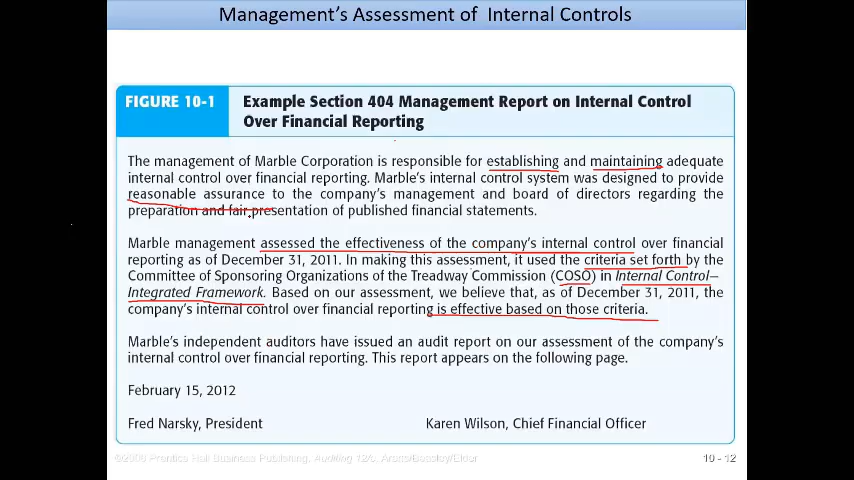 Management's Assessment of Internal Controls
FIGURE 10-1
Example Section 404 Management Report on Internal Control
Over Financial Reporting
The management of Marble Corporation is responsible for establishing and maintaining adequate
internal control over financial reporting. Marble's internal control system was designed to provide
reasonable assurance to the company's management and board of directors regarding the
preparation and fair presentation of published financial statements.
Marble management assessed the effectiveness of the company's internal control over financial
reporting as of December 31, 2011. In making this assessment, it used the criteria set forth by the
Committee of Sponsoring Organizations of the Treadway Commission (COSO) in Internal Control–
Integrated Framework. Based on our assessment, we believe that, as of December 31, 2011, the
company's internal control over financial reporting is effective based on those criteria.
Marble's independent auditors have issued an audit report on our assessment of the company's
internal control over financial reporting. This report appears on the following page.
February 15, 2012
Fred Narsky, President
Karen Wilson, Chief Financial Officer
Prentice Hall Business Publishing, Auditing 12/e, Arens/Beasley/Elder
10 - 12